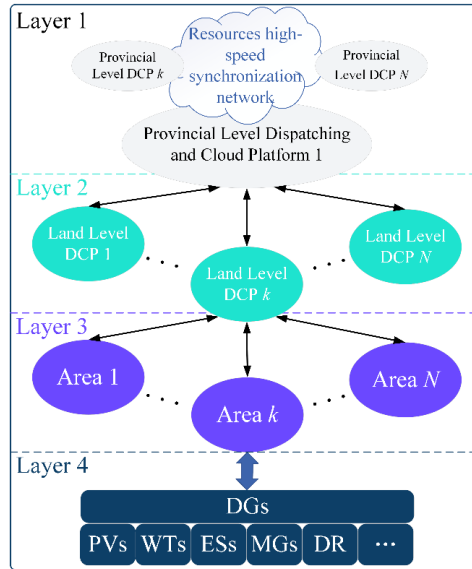 Layer 1
Resources high-
speed
synchronization
network
Provincial
Level DCP k
Provincial
Level DCP N
Provincial Level Dispatching
and Cloud Platform 1
Layer 2
Land Level
DCP 1
Land Level
DCP k
Land Level
DCP N
Layer 3
Area 1
Area k
Area N
Layer 4
DGs
PVs WTs ESs MGs DR ...